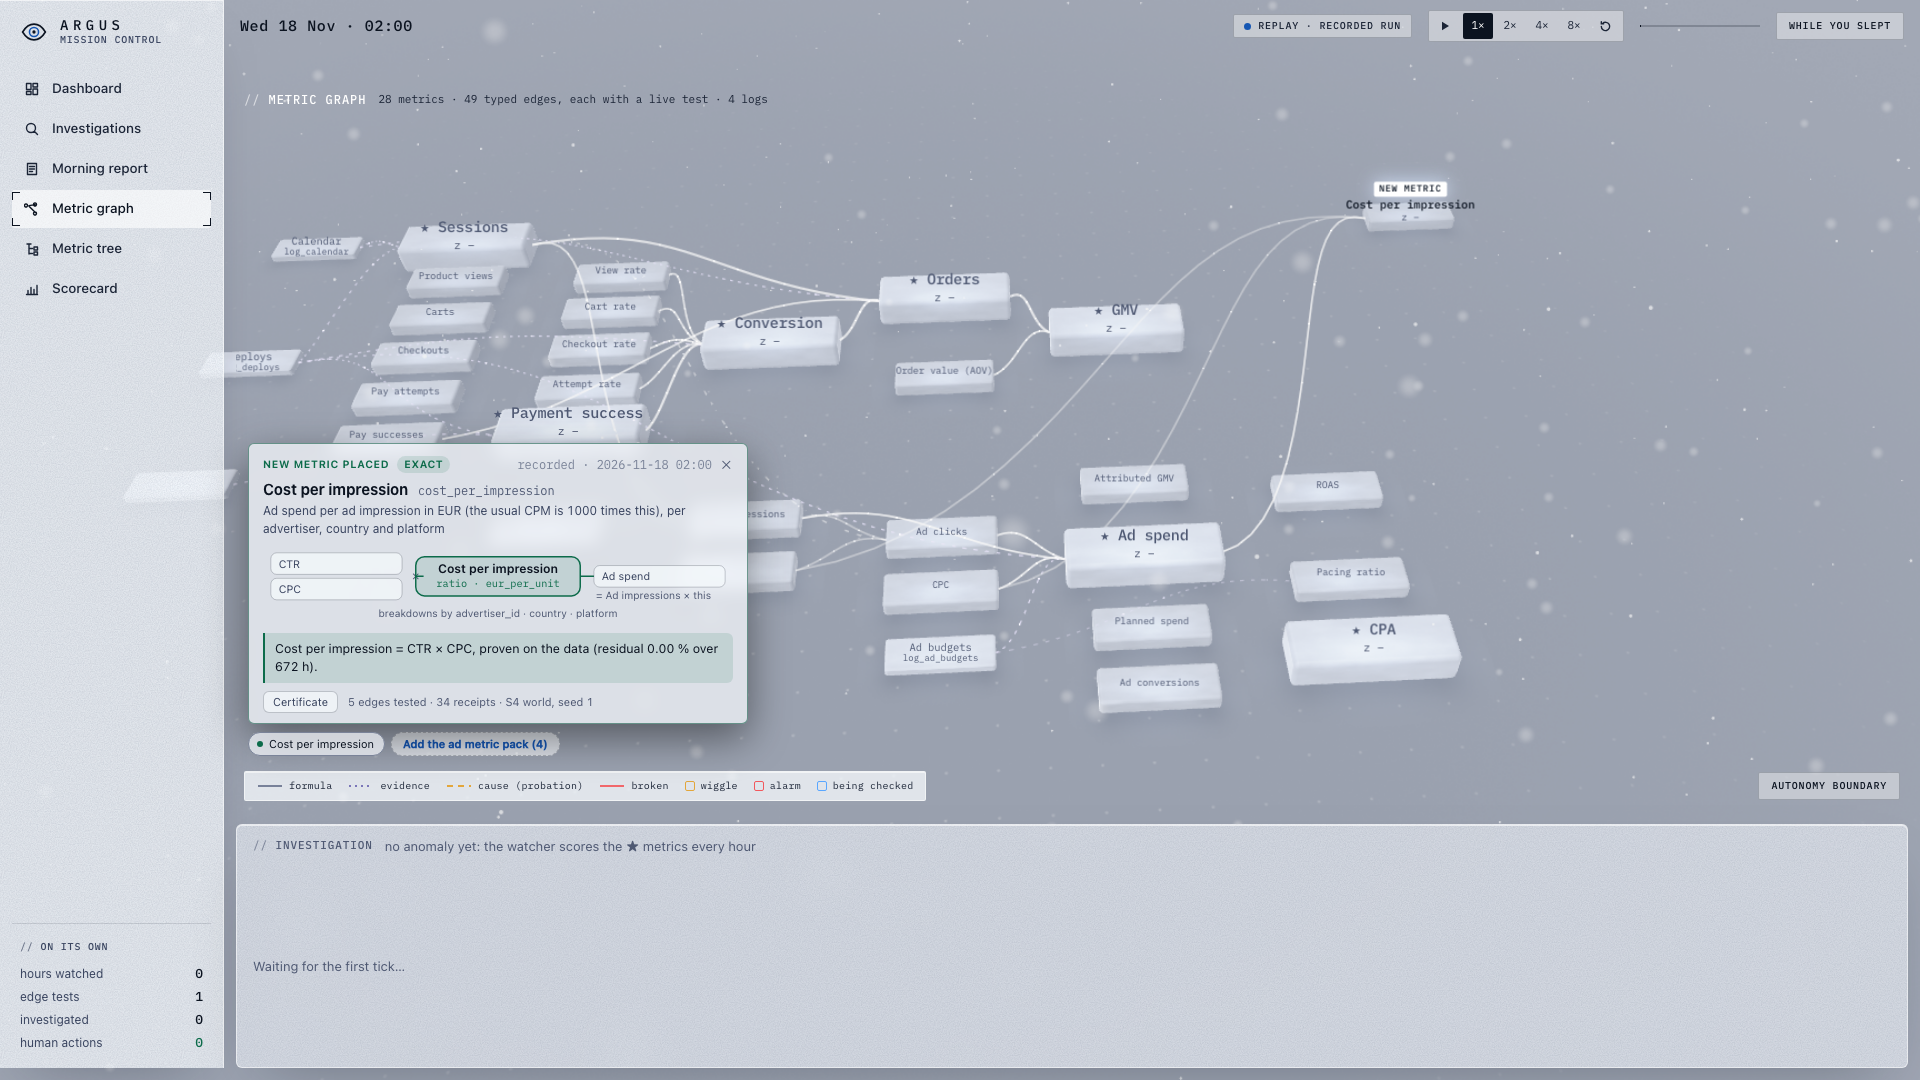 ARGUS
MISSION CONTROL
Wed 18 Nov · 02:00
REPLAY · RECORDED RUN
1×
2×
4×
8×
WHILE YOU SLEPT
Dashboard
Investigations
Morning report
Metric graph
Metric tree
Scorecard
// METRIC GRAPH 28 metrics · 49 typed edges, each with a live test · 4 logs
NEW METRIC
Cost per impression
z –
★ Sessions
z –
Calendar
log_calendar
Product views
View rate
Carts
Cart rate
Checkouts
Checkout rate
eploys
_deploys
Pay attempts
Attempt rate
Pay successes
★ Payment success
z –
★ Conversion
z –
★ Orders
z –
★ GMV
z –
Order value (AOV)
Attributed GMV
ROAS
essions
Ad clicks
★ Ad spend
z –
CPC
Pacing ratio
Planned spend
★ CPA
z –
Ad budgets
log_ad_budgets
Ad conversions
NEW METRIC PLACED EXACT recorded · 2026-11-18 02:00
Cost per impression cost_per_impression
Ad spend per ad impression in EUR (the usual CPM is 1000 times this), per
advertiser, country and platform
CTR
CPC
Cost per impression
ratio · eur_per_unit
Ad spend
= Ad impressions × this
breakdowns by advertiser_id · country · platform
Cost per impression = CTR × CPC, proven on the data (residual 0.00 % over
672 h).
Certificate 5 edges tested · 34 receipts · S4 world, seed 1
Cost per impression
Add the ad metric pack (4)
formula
evidence
cause (probation)
broken
wiggle
alarm
being checked
AUTONOMY BOUNDARY
// INVESTIGATION no anomaly yet: the watcher scores the ★ metrics every hour
Waiting for the first tick…
// ON ITS OWN
hours watched 0
edge tests 1
investigated 0
human actions 0